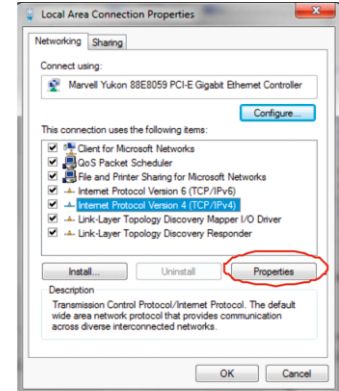 Local Area Connection Properties
Networking Sharing
Connect using:
Marvell Yukon 88E8059 PCI-E Gigabit Ethernet Controller
Configure...
This connection uses the following items:
Client for Microsoft Networks
QoS Packet Scheduler
File and Printer Sharing for Microsoft Networks
Internet Protocol Version 6 (TCP/IPv6)
Internet Protocol Version 4 (TCP/IPv4)
Link-Layer Topology Discovery Mapper I/O Driver
Link-Layer Topology Discovery Responder
Install... Uninstall Properties
Description
Transmission Control Protocol/Internet Protocol. The default
wide area network protocol that provides communication
across diverse interconnected networks.
OK Cancel